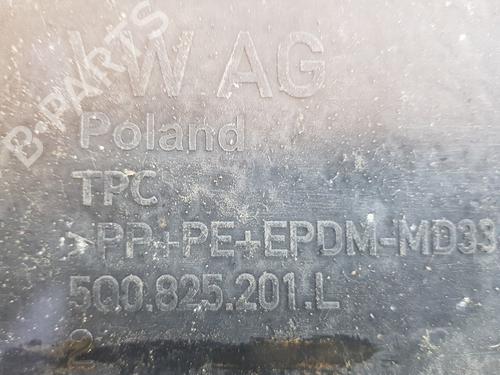 B-PARTS
VW AG
Poland
TPC
>PP+PE+EPDM-MD33
5Q0.825.201.L
2